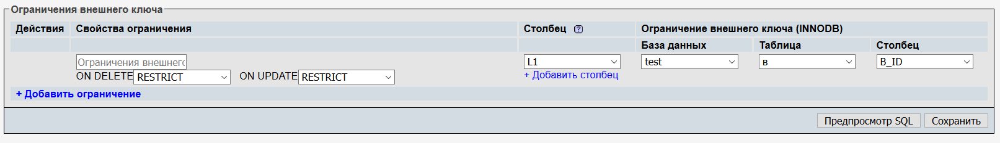 Ограничения внешнего ключа
Действия Свойства ограничения Столбец ? Ограничение внешнего ключа (INNODB)
База данных Таблица Столбец
Ограничения внешнег L1 test в B_ID
ON DELETE RESTRICT ON UPDATE RESTRICT + Добавить столбец
+ Добавить ограничение
Предпросмотр SQL Сохранить